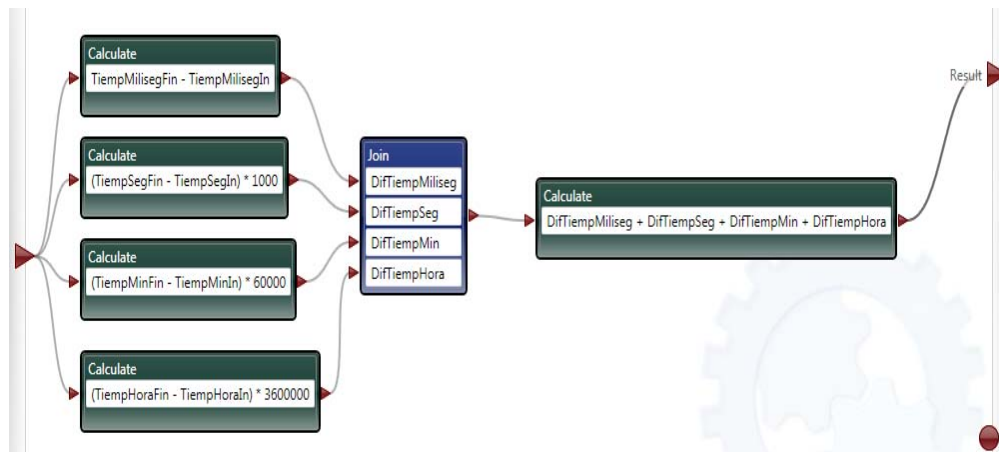 Calculate
TiempMilisegFin - TiempMilisegIn
Calculate
(TiempSegFin - TiempSegIn) * 1000
Calculate
(TiempMinFin - TiempMinIn) * 60000
Calculate
(TiempHoraFin - TiempHoraIn) * 3600000
Join
DifTiempMiliseg
DifTiempSeg
DifTiempMin
DifTiempHora
Calculate
DifTiempMiliseg + DifTiempSeg + DifTiempMin + DifTiempHora
Result